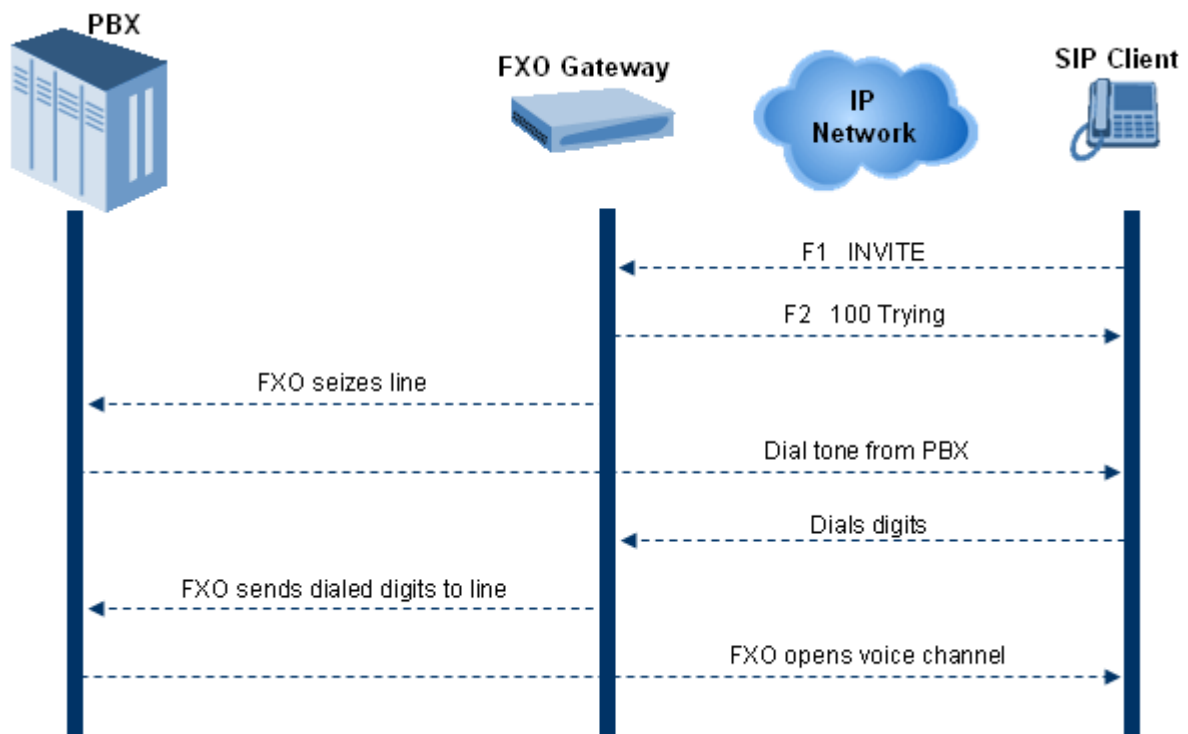 PBX
FXO Gateway
SIP Client
IP
Network
F1 INVITE
F2 100 Trying
FXO seizes line
Dial tone from PBX
Dials digits
FXO sends dialed digits to line
FXO opens voice channel